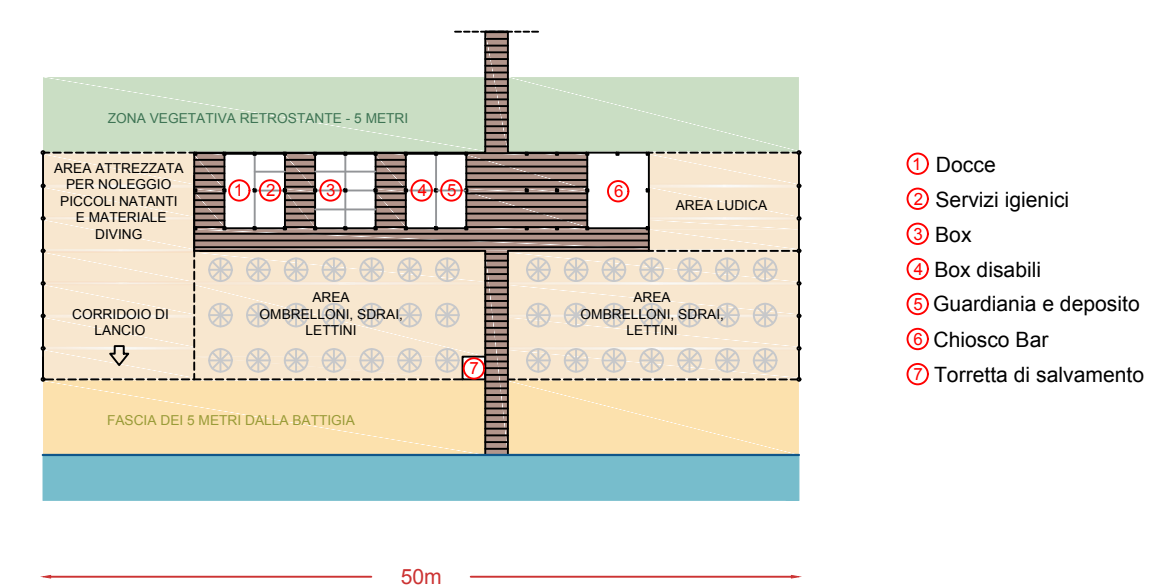 ZONA VEGETATIVA RETROSTANTE - 5 METRI
AREA ATTREZZATA
PER NOLEGGIO
PICCOLI NATANTI
E MATERIALE
DIVING
1
2
3
4
5
6
AREA LUDICA
CORRIDOIO DI
LANCIO
AREA
OMBRELLONI, SDRAI,
LETTINI
AREA
OMBRELLONI, SDRAI,
LETTINI
7
FASCIA DEI 5 METRI DALLA BATTIGIA
50m
1 Docce
2 Servizi igienici
3 Box
4 Box disabili
5 Guardiania e deposito
6 Chiosco Bar
7 Torretta di salvamento